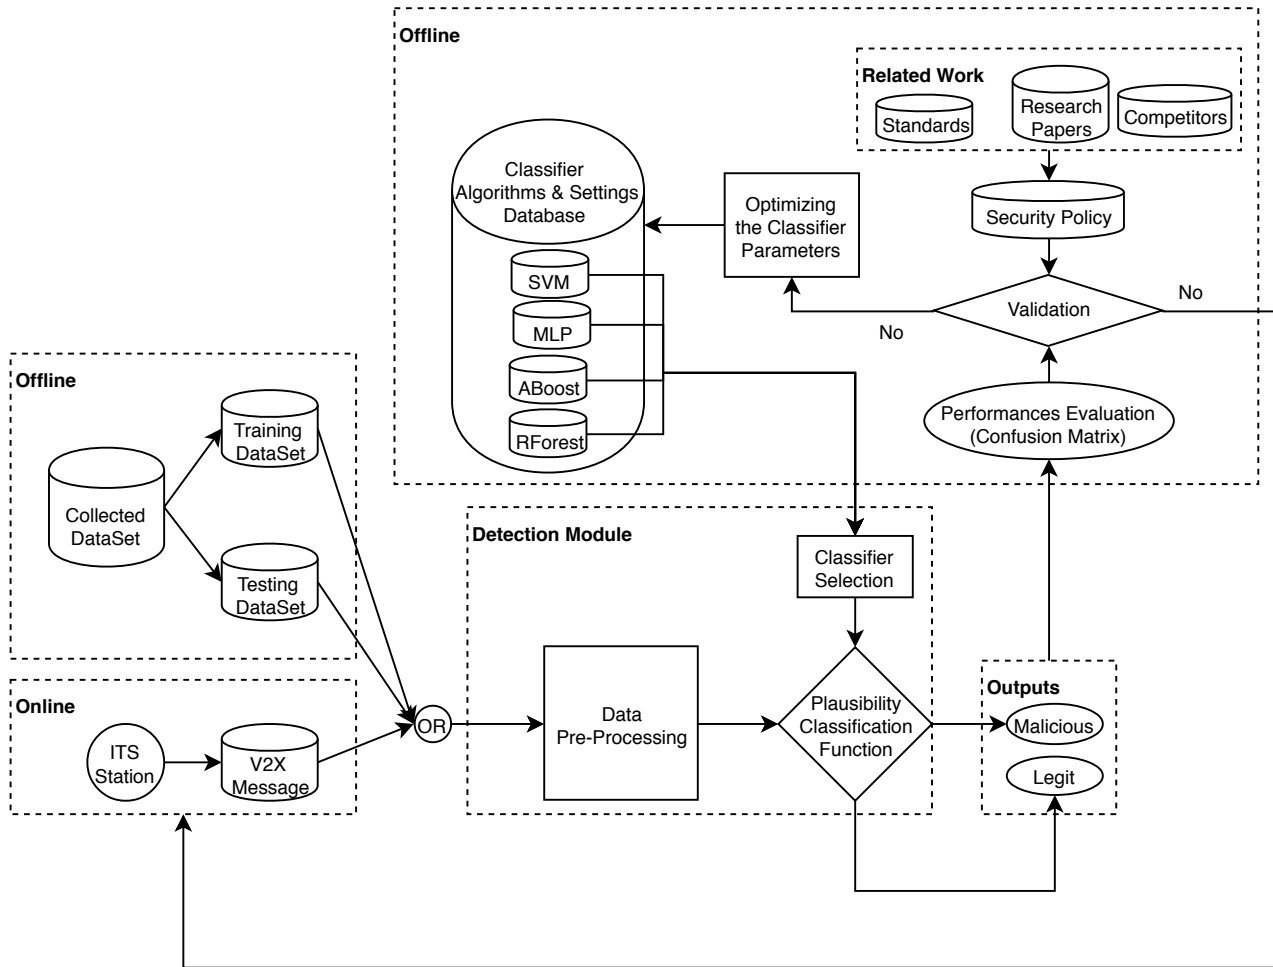 Offline
Related Work
Standards
Research
Papers
Competitors
Security Policy
Validation
No
No
Performances Evaluation
(Confusion Matrix)
Optimizing
the Classifier
Parameters
Classifier
Algorithms & Settings
Database
SVM
MLP
ABoost
RForest
Offline
Collected
DataSet
Training
DataSet
Testing
DataSet
Online
ITS
Station
V2X
Message
OR
Detection Module
Data
Pre-Processing
Classifier
Selection
Plausibility
Classification
Function
Outputs
Malicious
Legit